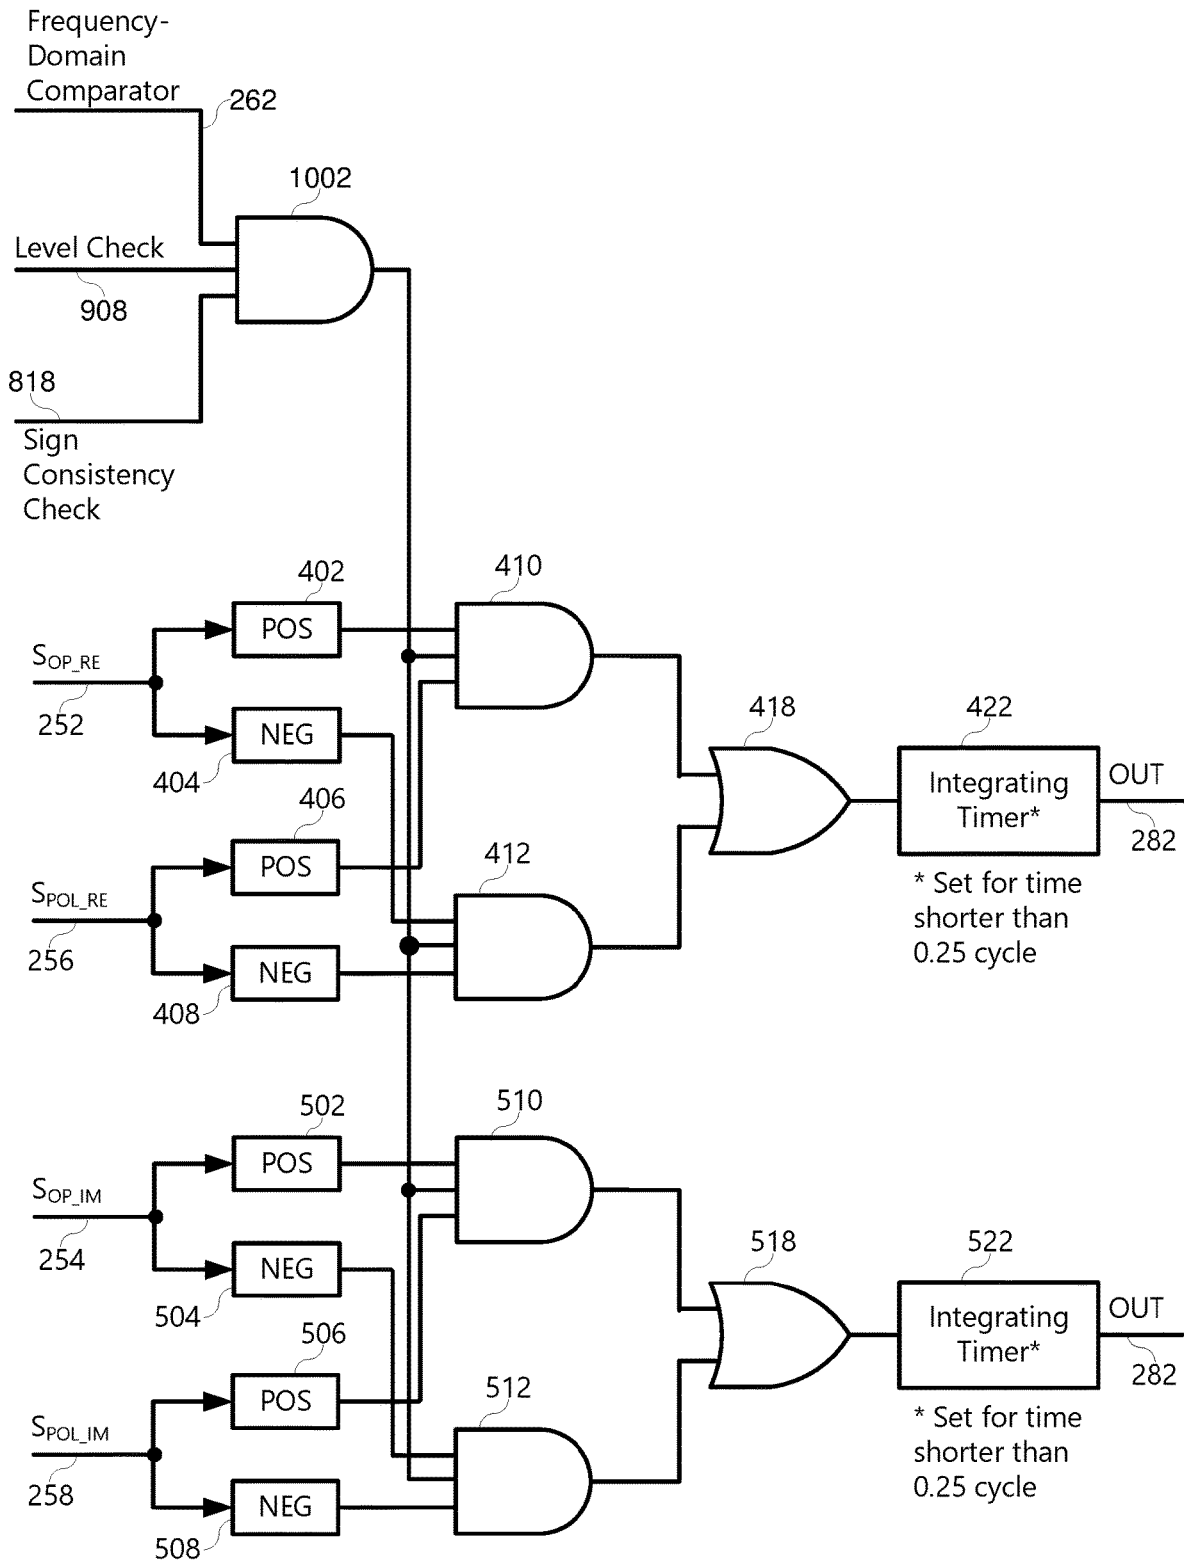 Frequency-
Domain
Comparator
262
1002
Level Check
908
818
Sign
Consistency
Check
402
POS
410
S_OP_RE
252
NEG
404
418
422
Integrating
Timer*
OUT
282
* Set for time
shorter than
0.25 cycle
406
POS
412
S_POL_RE
256
NEG
408
502
POS
510
S_OP_IM
254
NEG
504
518
522
Integrating
Timer*
OUT
282
* Set for time
shorter than
0.25 cycle
506
POS
512
S_POL_IM
258
NEG
508